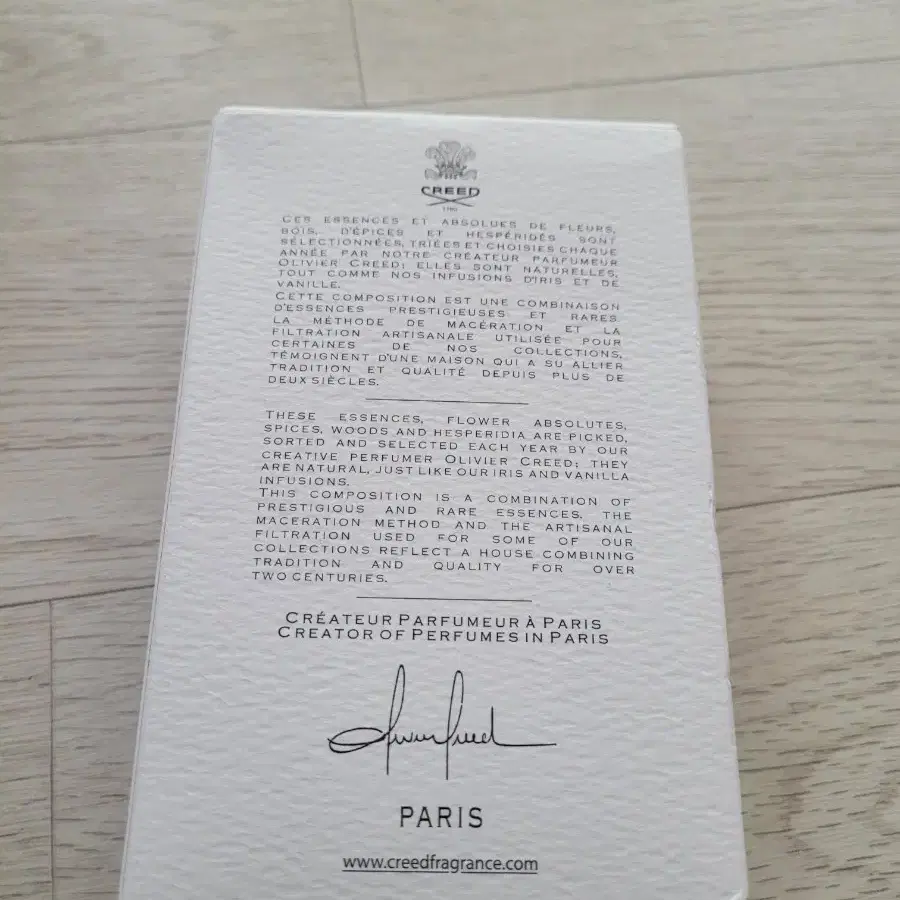 CREED
1760
CES ESSENCES ET ABSOLUES DE FLEURS,
BOIS, D'ÉPICES ET HESPÉRIDÉS SONT
SÉLECTIONNÉES, TRIÉES ET CHOISIES CHAQUE
ANNÉE PAR NOTRE CRÉATEUR PARFUMEUR
OLIVIER CREED; ELLES SONT NATURELLES,
TOUT COMME NOS INFUSIONS D'IRIS ET DE
VANILLE.
CETTE COMPOSITION EST UNE COMBINAISON
D'ESSENCES PRESTIGIEUSES ET RARES
LA MÉTHODE DE MACÉRATION ET LA
FILTRATION ARTISANALE UTILISÉE POUR
CERTAINES DE NOS COLLECTIONS,
TÉMOIGNENT D'UNE MAISON QUI A SU ALLIER
TRADITION ET QUALITÉ DEPUIS PLUS DE
DEUX SIÈCLES.
THESE ESSENCES, FLOWER ABSOLUTES,
SPICES, WOODS AND HESPERIDIA ARE PICKED,
SORTED AND SELECTED EACH YEAR BY OUR
CREATIVE PERFUMER OLIVIER CREED; THEY
ARE NATURAL, JUST LIKE OUR IRIS AND VANILLA
INFUSIONS.
THIS COMPOSITION IS A COMBINATION OF
PRESTIGIOUS AND RARE ESSENCES. THE
MACERATION METHOD AND THE ARTISANAL
FILTRATION USED FOR SOME OF OUR
COLLECTIONS REFLECT A HOUSE COMBINING
TRADITION AND QUALITY FOR OVER
TWO CENTURIES.
CRÉATEUR PARFUMEUR À PARIS
CREATOR OF PERFUMES IN PARIS
PARIS
www.creedfragrance.com